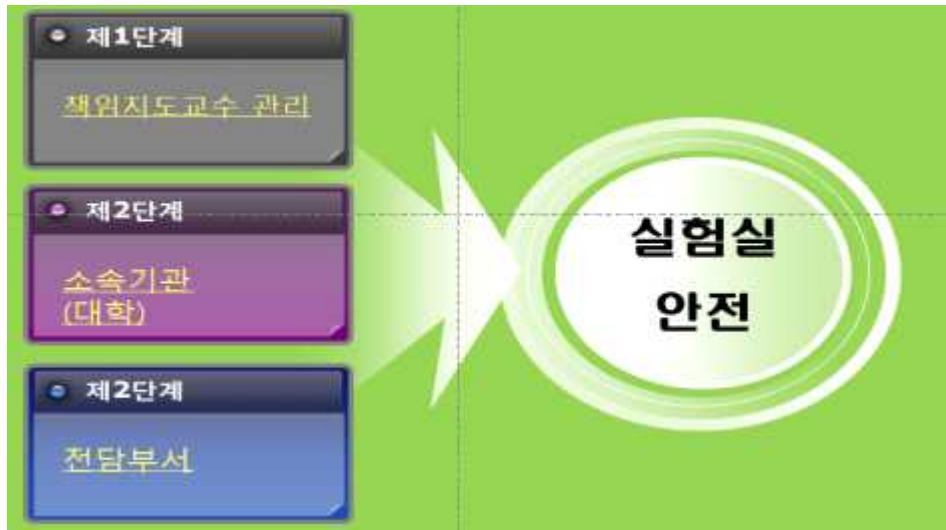 제1단계
책임지도교수 관리
제2단계
소속기관
(대학)
제2단계
전담부서
실험실
안전